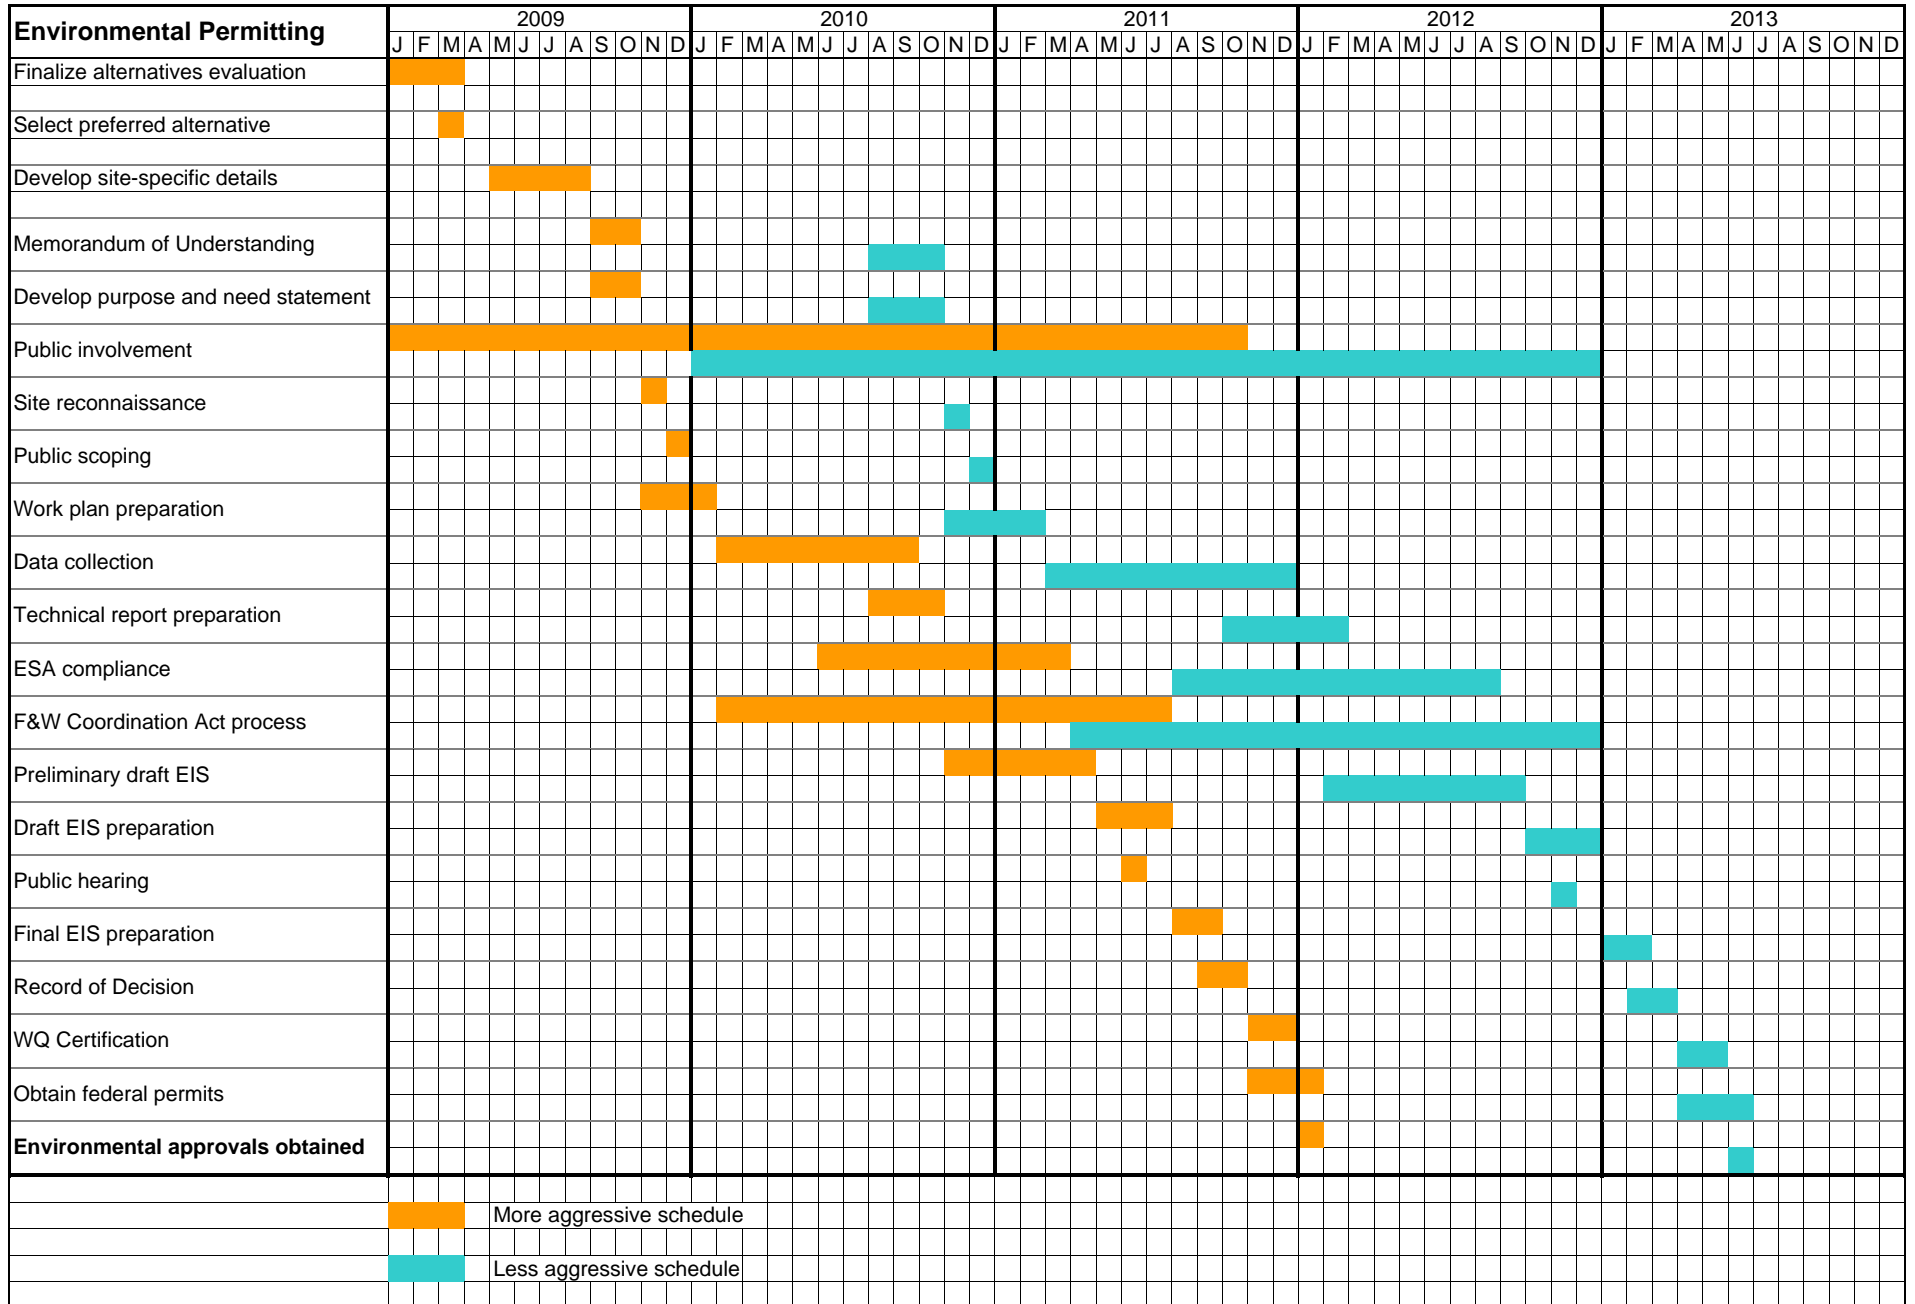 Environmental Permitting
2009 2010 2011 2012 2013
J F M A M J J A S O N D J F M A M J J A S O N D J F M A M J J A S O N D J F M A M J J A S O N D J F M A M J J A S O N D
Finalize alternatives evaluation
Select preferred alternative
Develop site-specific details
Memorandum of Understanding
Develop purpose and need statement
Public involvement
Site reconnaissance
Public scoping
Work plan preparation
Data collection
Technical report preparation
ESA compliance
F&W Coordination Act process
Preliminary draft EIS
Draft EIS preparation
Public hearing
Final EIS preparation
Record of Decision
WQ Certification
Obtain federal permits
Environmental approvals obtained
More aggressive schedule
Less aggressive schedule